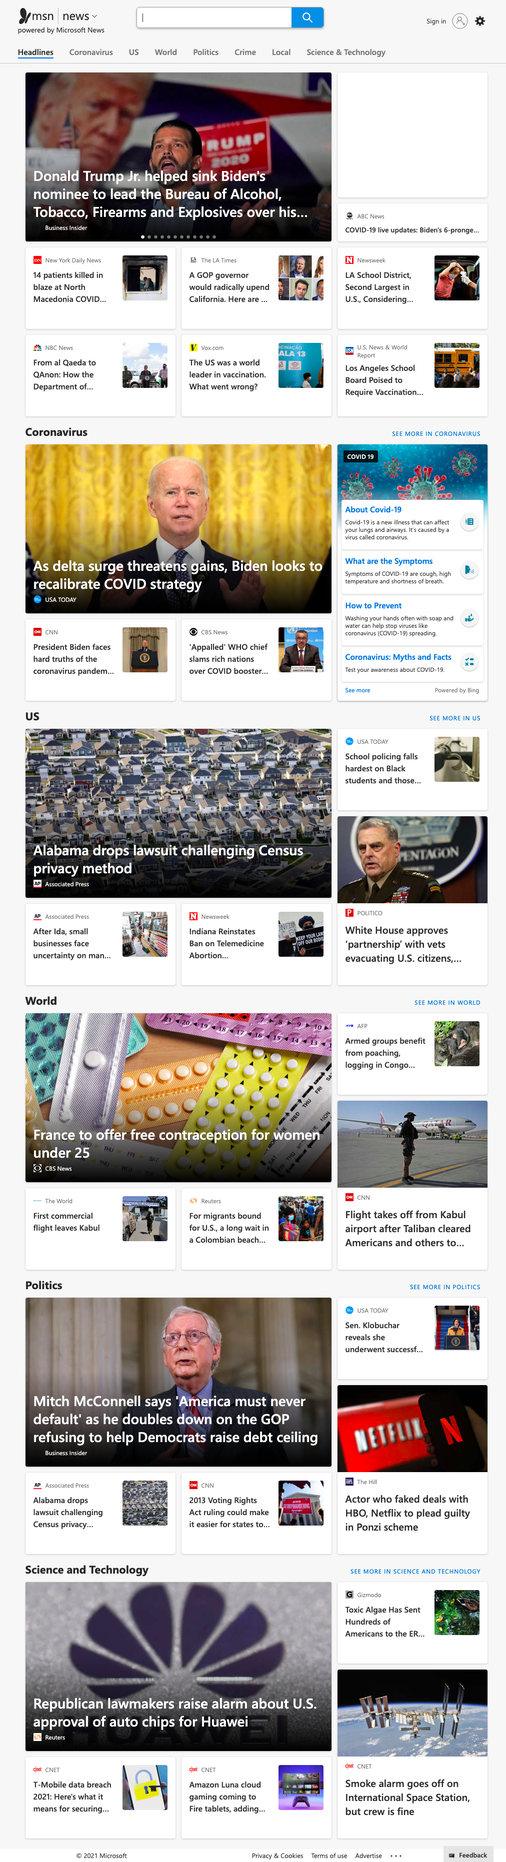 msn | news
powered by Microsoft News
Sign in
Headlines Coronavirus US World Politics Crime Local Science & Technology
TRUMP
2020
Donald Trump Jr. helped sink Biden's
nominee to lead the Bureau of Alcohol,
Tobacco, Firearms and Explosives over his...
Business Insider
ABC News
COVID-19 live updates: Biden's 6-pronge...
New York Daily News
14 patients killed in
blaze at North
Macedonia COVID...
The LA Times
A GOP governor
would radically upend
California. Here are ...
Newsweek
LA School District,
Second Largest in
U.S., Considering...
NBC News
From al Qaeda to
QAnon: How the
Department of...
Vox.com
The US was a world
leader in vaccination.
What went wrong?
U.S. News & World
Report
Los Angeles School
Board Poised to
Require Vaccination...
Coronavirus
SEE MORE IN CORONAVIRUS
As delta surge threatens gains, Biden looks to
recalibrate COVID strategy
USA TODAY
COVID 19
About Covid-19
Covid-19 is a new illness that can affect
your lungs and airways. It's caused by a
virus called coronavirus.
What are the Symptoms
Symptoms of COVID-19 are cough, high
temperature and shortness of breath.
How to Prevent
Washing your hands often with soap and
water can help stop viruses like
coronavirus (COVID-19) spreading.
Coronavirus: Myths and Facts
Test your awareness about COVID-19.
See more
Powered by Bing
CNN
President Biden faces
hard truths of the
coronavirus pandem...
CBS News
'Appalled' WHO chief
slams rich nations
over COVID booster...
US
SEE MORE IN US
Alabama drops lawsuit challenging Census
privacy method
Associated Press
USA TODAY
School policing falls
hardest on Black
students and those...
PENTAGON
POLITICO
White House approves
'partnership' with vets
evacuating U.S. citizens,...
Associated Press
After Ida, small
businesses face
uncertainty on man...
Newsweek
Indiana Reinstates
Ban on Telemedicine
Abortion...
World
SEE MORE IN WORLD
France to offer free contraception for women
under 25
CBS News
AFP
Armed groups benefit
from poaching,
logging in Congo...
CNN
Flight takes off from Kabul
airport after Taliban cleared
Americans and others to...
The World
First commercial
flight leaves Kabul
Reuters
For migrants bound
for U.S., a long wait in
a Colombian beach...
Politics
SEE MORE IN POLITICS
Mitch McConnell says 'America must never
default' as he doubles down on the GOP
refusing to help Democrats raise debt ceiling
Business Insider
USA TODAY
Sen. Klobuchar
reveals she
underwent successf...
NETFLIX
N
The Hill
Actor who faked deals with
HBO, Netflix to plead guilty
in Ponzi scheme
Associated Press
Alabama drops
lawsuit challenging
Census privacy...
CNN
2013 Voting Rights
Act ruling could make
it easier for states to...
Science and Technology
SEE MORE IN SCIENCE AND TECHNOLOGY
Republican lawmakers raise alarm about U.S.
approval of auto chips for Huawei
Reuters
Gizmodo
Toxic Algae Has Sent
Hundreds of
Americans to the ER...
CNET
Smoke alarm goes off on
International Space Station,
but crew is fine
CNET
T-Mobile data breach
2021: Here's what it
means for securing...
CNET
Amazon Luna cloud
gaming coming to
Fire tablets, adding...
© 2021 Microsoft
Privacy & Cookies Terms of use Advertise ...
Feedback